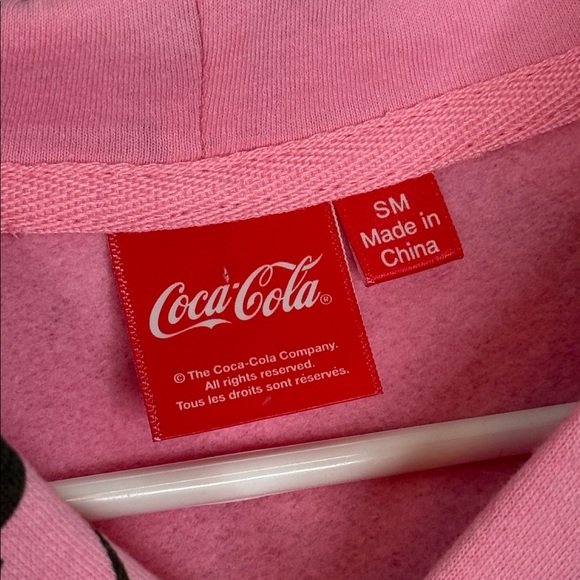 Coca-Cola®
© The Coca-Cola Company.
All rights reserved.
Tous les droits sont réservés.
SM
Made in
China